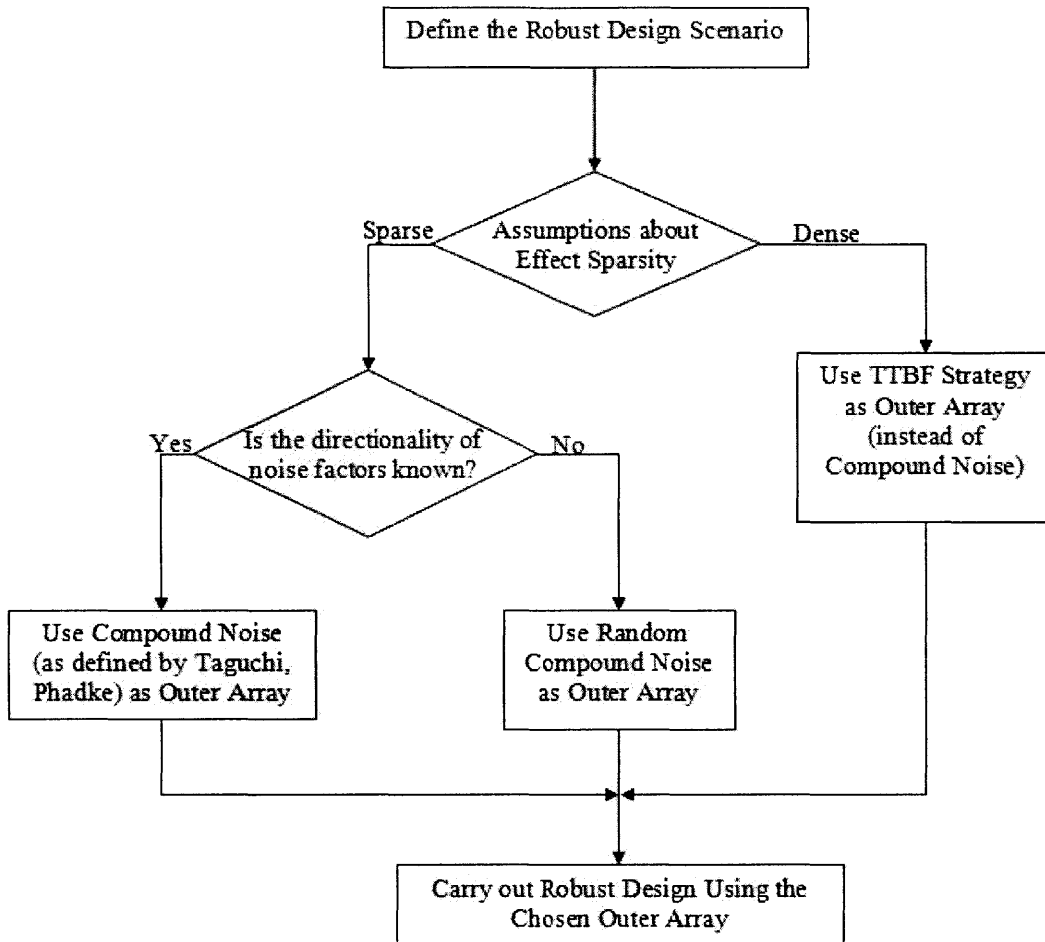 Define the Robust Design Scenario
Sparse
Assumptions about
Effect Sparsity
Dense
Use TTBF Strategy
as Outer Array
(instead of
Compound Noise)
Yes
Is the directionality of
noise factors known?
No
Use Compound Noise
(as defined by Taguchi,
Phadke) as Outer Array
Use Random
Compound Noise
as Outer Array
Carry out Robust Design Using the
Chosen Outer Array